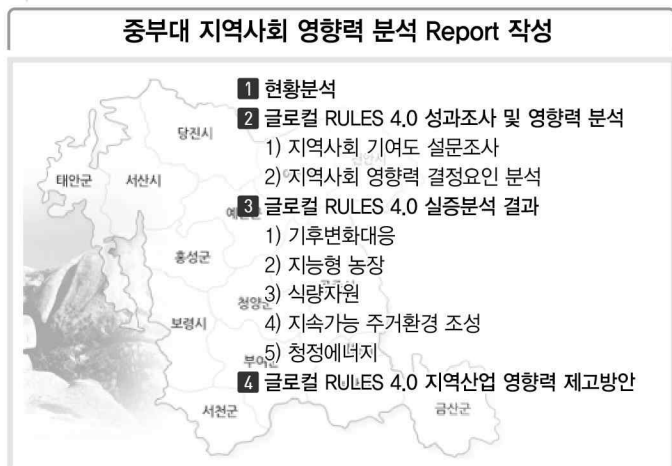 중부대 지역사회 영향력 분석 Report 작성
1 현황분석
2 글로컬 RULES 4.0 성과조사 및 영향력 분석
1) 지역사회 기여도 설문조사
2) 지역사회 영향력 결정요인 분석
3 글로컬 RULES 4.0 실증분석 결과
1) 기후변화대응
2) 지능형 농장
3) 식량자원
4) 지속가능 주거환경 조성
5) 청정에너지
4 글로컬 RULES 4.0 지역산업 영향력 제고방안
당진시
태안군
서산시
홍성군
청양군
보령시
서천군
금산군